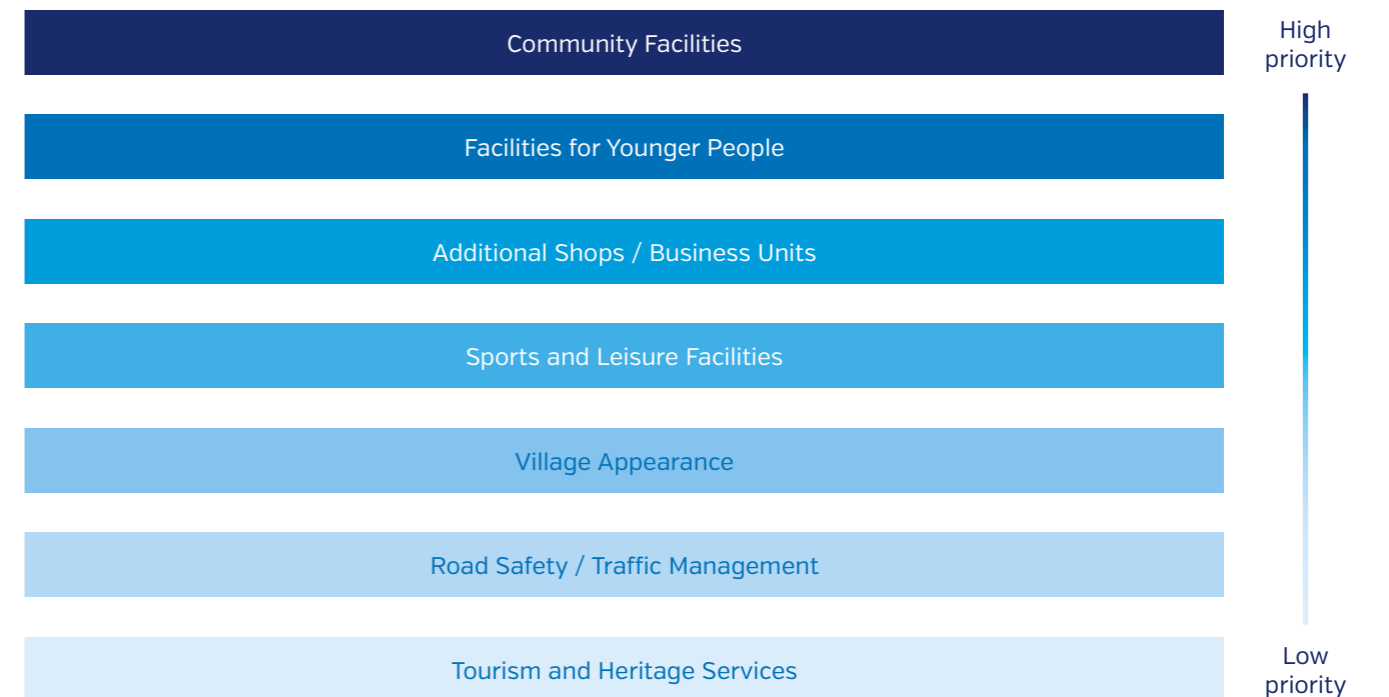 Community Facilities
High
priority
Facilities for Younger People
Additional Shops / Business Units
Sports and Leisure Facilities
Village Appearance
Road Safety / Traffic Management
Tourism and Heritage Services
Low
priority